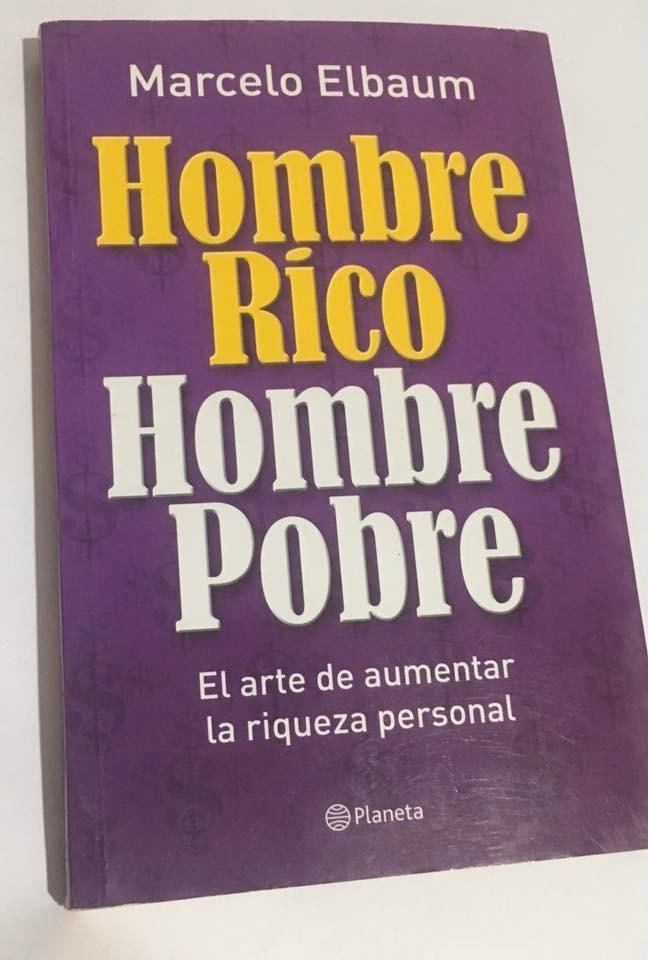 Marcelo Elbaum
Hombre
Rico
Hombre
Pobre
El arte de aumentar
la riqueza personal
Planeta